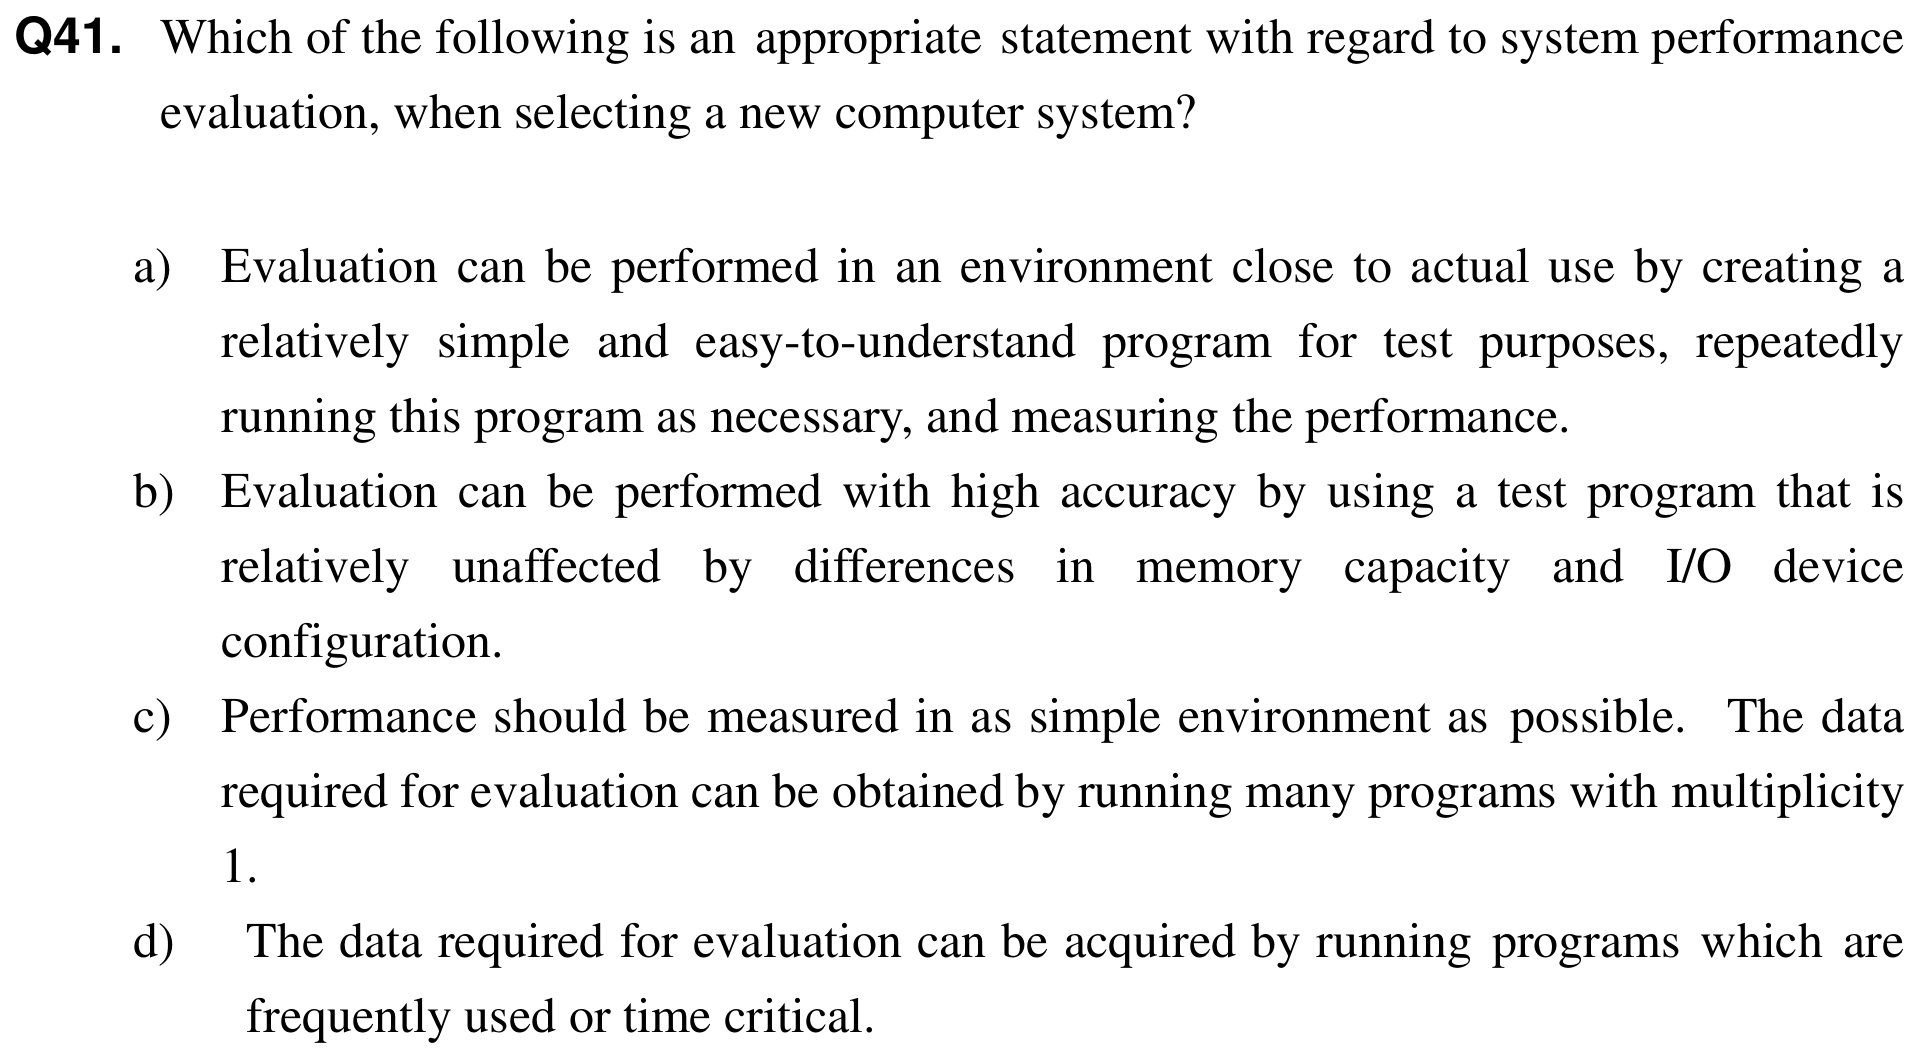 Q41. Which of the following is an appropriate statement with regard to system performance
evaluation, when selecting a new computer system?
a) Evaluation can be performed in an environment close to actual use by creating a
relatively simple and easy-to-understand program for test purposes, repeatedly
running this program as necessary, and measuring the performance.
b) Evaluation can be performed with high accuracy by using a test program that is
relatively unaffected by differences in memory capacity and I/O device
configuration.
c) Performance should be measured in as simple environment as possible. The data
required for evaluation can be obtained by running many programs with multiplicity
1.
d) The data required for evaluation can be acquired by running programs which are
frequently used or time critical.